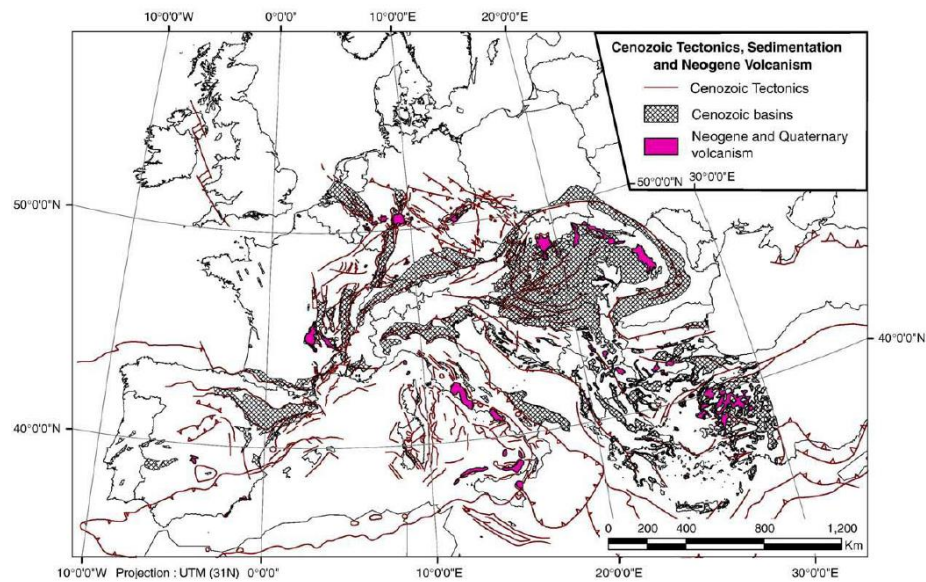 10°0'0"W 0°0'0" 10°0'0"E 20°0'0"E
Cenozoic Tectonics, Sedimentation
and Neogene Volcanism
Cenozoic Tectonics
Cenozoic basins
Neogene and Quaternary
volcanism
50°0'0"N 30°0'0"E
50°0'0"N
40°0'0"N
40°0'0"N
0 200 400 800 1,200
Km
10°0'0"W Projection : UTM (31N) 0°0'0" 10°0'0"E 20°0'0"E 30°0'0"E